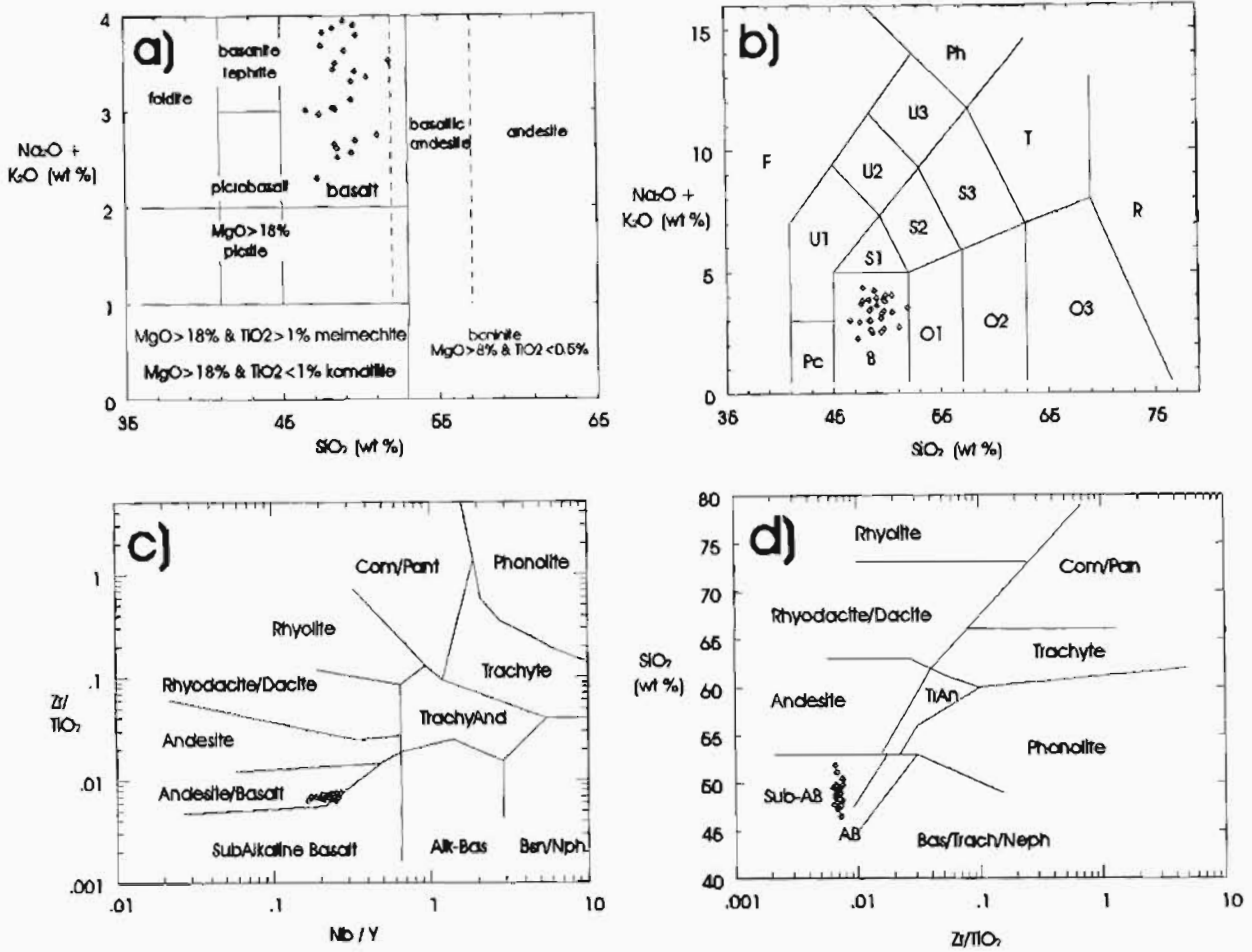 a)
4
3
2
1
0
Na₂O +
K₂O (wt %)
foidite
basanite
tephrite
picrobasalt
basalt
basaltic
andesite
andesite
MgO>18%
picrite
MgO>18% & TiO2>1% meimechite
MgO>18% & TiO2<1% komatiite
boninite
MgO>8% & TiO2<0.5%
35
45
55
65
SiO₂ (wt %)
b)
15
10
5
0
Na₂O +
K₂O (wt %)
F
Ph
U3
U2
U1
S3
S2
S1
T
R
Pc
B
O1
O2
O3
35
45
55
65
75
SiO₂ (wt %)
c)
1
.1
.01
.001
Zr/
TiO₂
Com/Pant
Phonolite
Rhyolite
Trachyte
Rhyodacite/Dacite
TrachyAnd
Andesite
Andesite/Basalt
SubAlkaline Basalt
Alk-Bas
Bsn/Nph
.01
.1
1
10
Nb / Y
d)
80
75
70
65
60
55
50
45
40
SiO₂
(wt %)
Rhyolite
Com/Pan
Rhyodacite/Dacite
Trachyte
Andesite
TrAn
Phonolite
Sub-AB
AB
Bas/Trach/Neph
.001
.01
.1
1
10
Zr/TiO₂